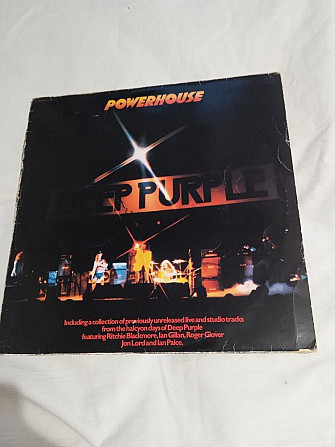 POWERHOUSE
DEEP PURPLE
Including a collection of previously unreleased live and studio tracks
from the halcyon days of Deep Purple
featuring Ritchie Blackmore, Ian Gillan, Roger Glover
Jon Lord and Ian Paice.